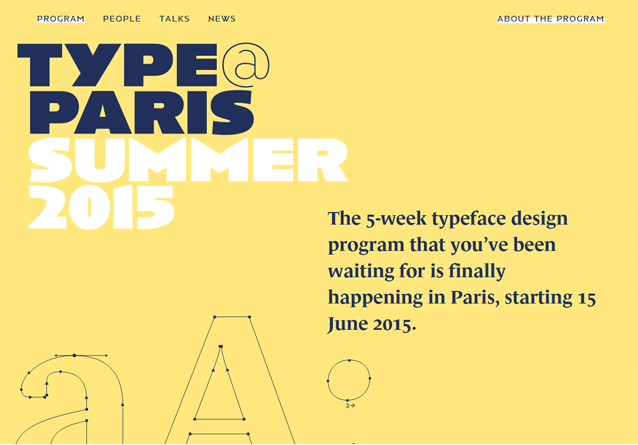 PROGRAM PEOPLE TALKS NEWS ABOUT THE PROGRAM
TYPE@
PARIS
SUMMER
2015
The 5-week typeface design
program that you’ve been
waiting for is finally
happening in Paris, starting 15
June 2015.
aA
2→